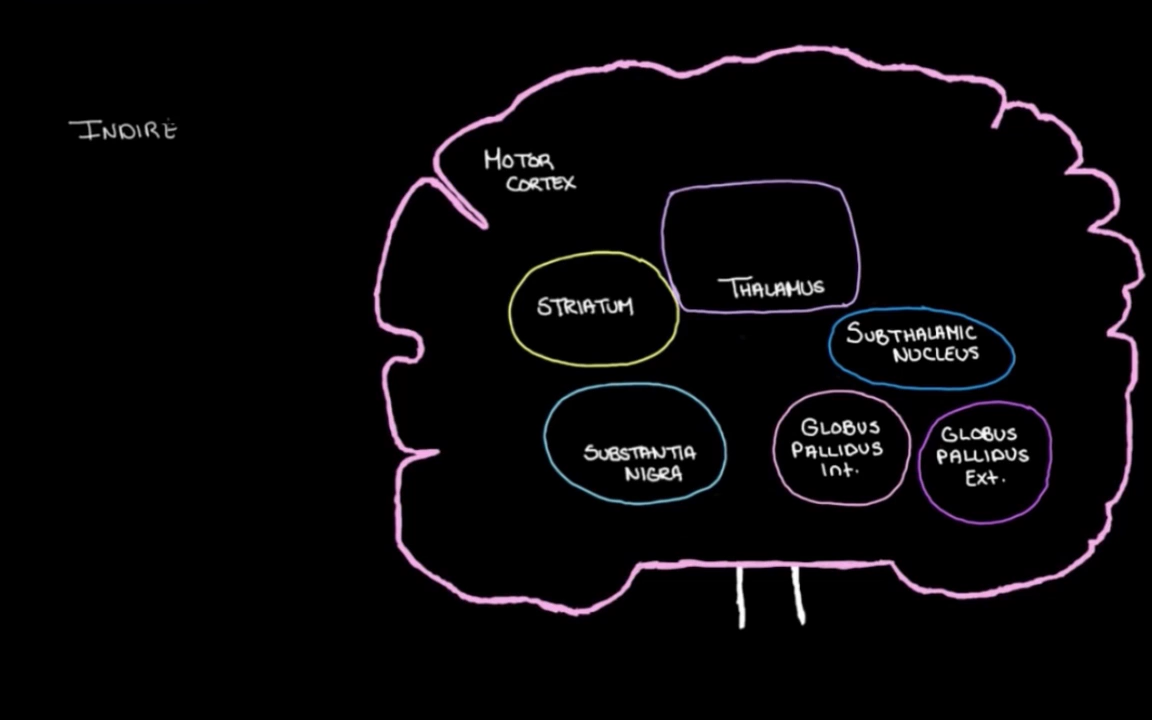 INDIRE
MOTOR
CORTEX
THALAMUS
STRIATUM
SUBTHALAMIC
NUCLEUS
SUBSTANTIA
NIGRA
GLOBUS
PALLIDUS
Int.
GLOBUS
PALLIDUS
Ext.